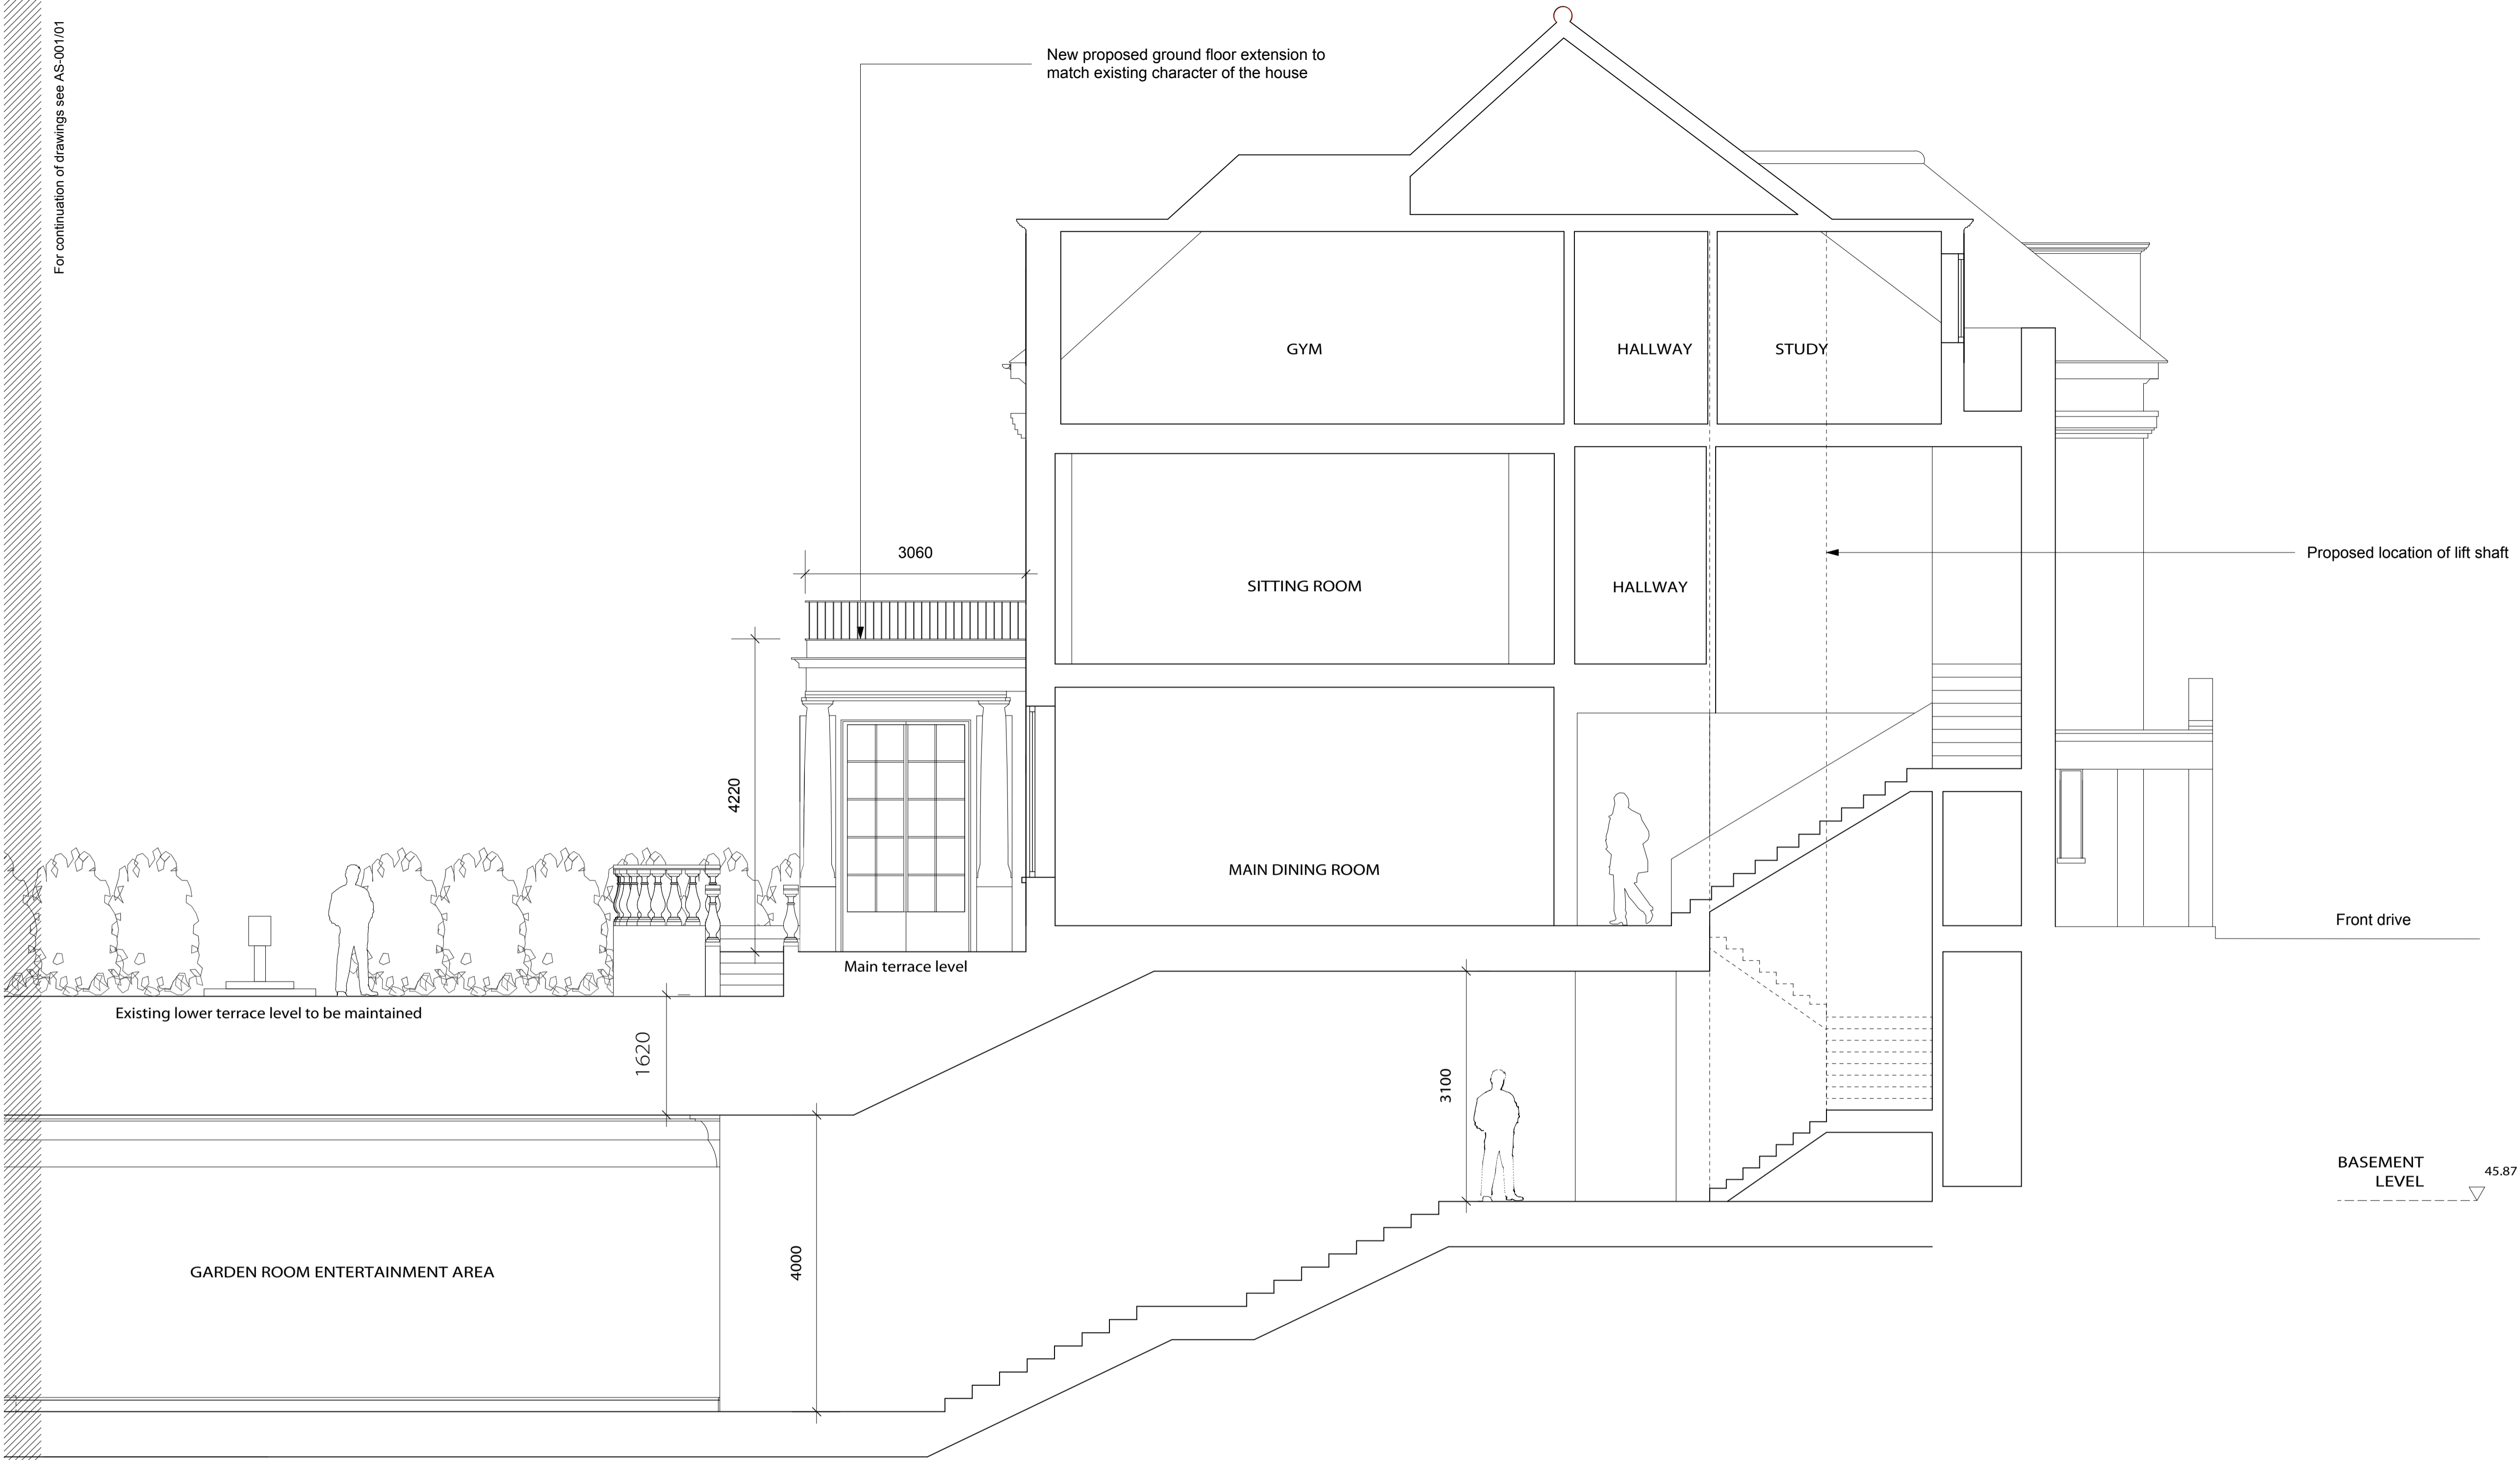 For continuation of drawings see AS-001/01
New proposed ground floor extension to
match existing character of the house
GYM
HALLWAY
STUDY
3060
Proposed location of lift shaft
SITTING ROOM
HALLWAY
4220
MAIN DINING ROOM
Front drive
Main terrace level
Existing lower terrace level to be maintained
1620
3100
BASEMENT
LEVEL
45.87
4000
GARDEN ROOM ENTERTAINMENT AREA